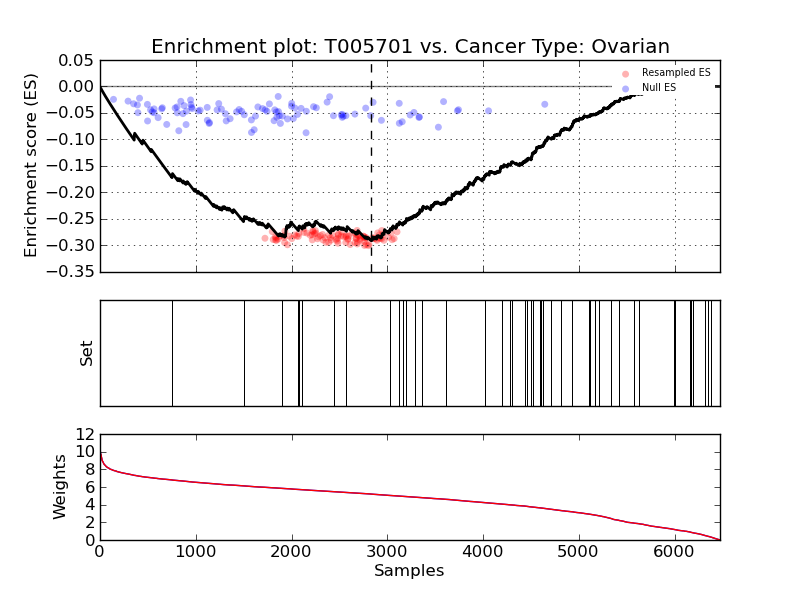 Enrichment plot: T005701 vs. Cancer Type: Ovarian
Enrichment score (ES)
0.05
0.00
−0.05
−0.10
−0.15
−0.20
−0.25
−0.30
−0.35
Resampled ES
Null ES
Set
Weights
12
10
8
6
4
2
0
0 1000 2000 3000 4000 5000 6000
Samples